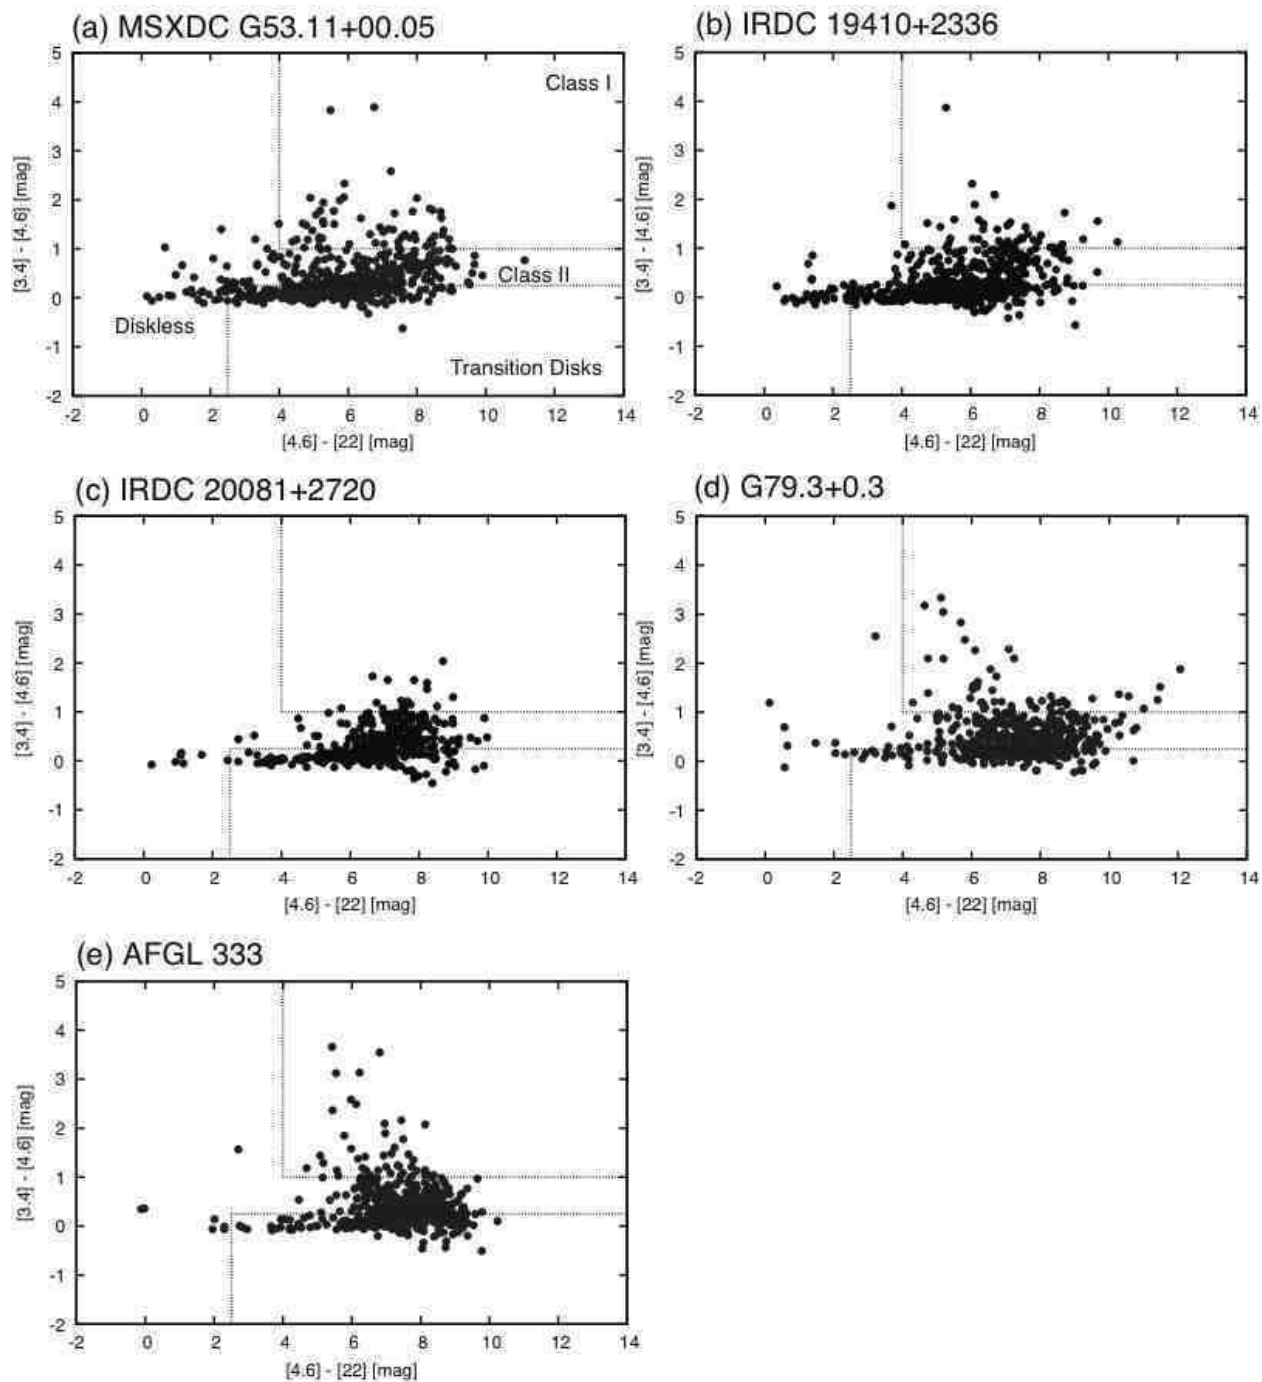 (a) MSXDC G53.11+00.05
5
4
3
2
1
0
-1
-2
[3.4] - [4.6] [mag]
Class I
Class II
Diskless
Transition Disks
-2 0 2 4 6 8 10 12 14
[4.6] - [22] [mag]
(b) IRDC 19410+2336
5
4
3
2
1
0
-1
-2
[3.4] - [4.6] [mag]
-2 0 2 4 6 8 10 12 14
[4.6] - [22] [mag]
(c) IRDC 20081+2720
5
4
3
2
1
0
-1
-2
[3.4] - [4.6] [mag]
-2 0 2 4 6 8 10 12 14
[4.6] - [22] [mag]
(d) G79.3+0.3
5
4
3
2
1
0
-1
-2
[3.4] - [4.6] [mag]
-2 0 2 4 6 8 10 12 14
[4.6] - [22] [mag]
(e) AFGL 333
5
4
3
2
1
0
-1
-2
[3.4] - [4.6] [mag]
-2 0 2 4 6 8 10 12 14
[4.6] - [22] [mag]